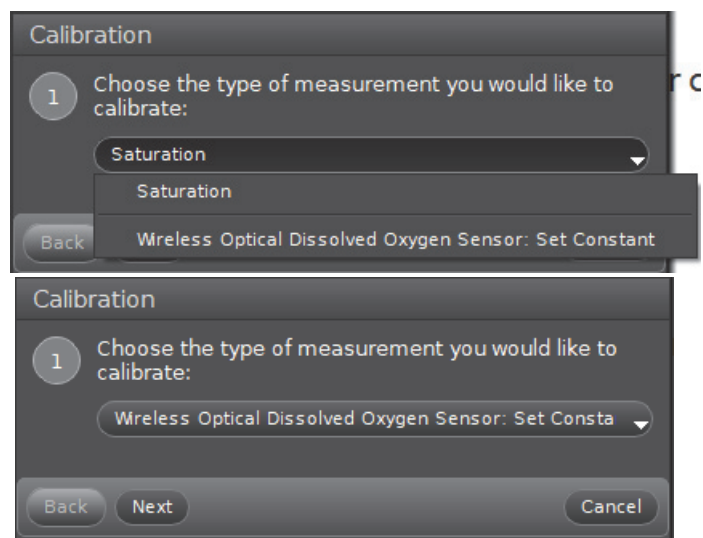 Calibration
1
Choose the type of measurement you would like to
calibrate:
Saturation
Saturation
Back
Wireless Optical Dissolved Oxygen Sensor: Set Constant
Calibration
1
Choose the type of measurement you would like to
calibrate:
Wireless Optical Dissolved Oxygen Sensor: Set Consta
Back Next Cancel